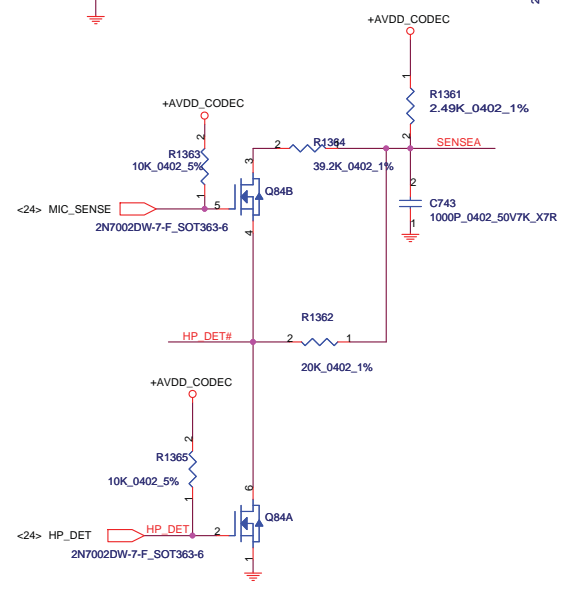 +AVDD_CODEC
1
R1361
2.49K_0402_1%
2
+AVDD_CODEC
2
R1363
10K_0402_5%
1
2
R1364
1
39.2K_0402_1%
SENSEA
3
Q84B
2
C743
1000P_0402_50V7K_X7R
1
<24> MIC_SENSE
5
2N7002DW-7-F_SOT363-6
4
R1362
HP_DET#
2
1
20K_0402_1%
+AVDD_CODEC
2
R1365
10K_0402_5%
1
6
Q84A
<24> HP_DET
HP_DET
2
2N7002DW-7-F_SOT363-6
1